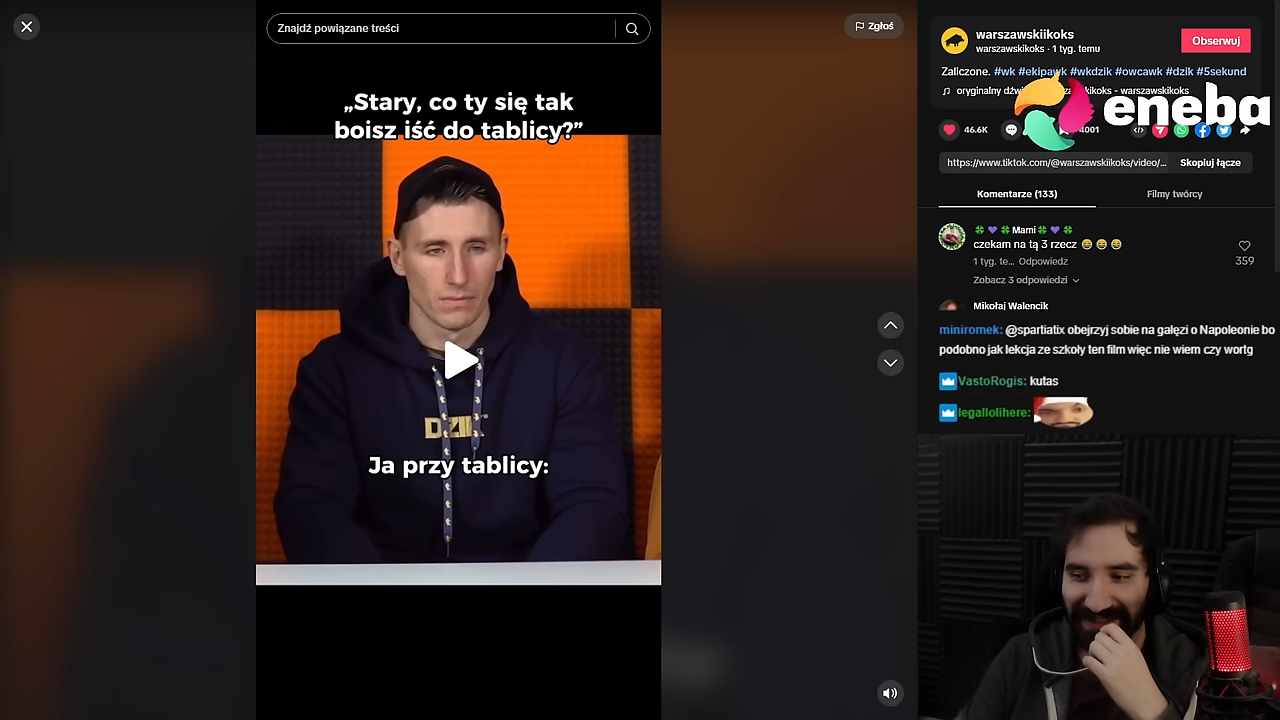 Znajdź powiązane treści
Zgłoś
„Stary, co ty się tak
boisz iść do tablicy?”
DZIK
Ja przy tablicy:
warszawskiikoks
warszawskikoks · 1 tyg. temu
Obserwuj
Zaliczone. #wk #ekipawk #wkdzik #owcawk #dzik #5sekund
oryginalny
kikoks - warszawskikoks
eneba
46.6K
4001
https://www.tiktok.com/@warszawskiikoks/video/...
Skopiuj łącze
Komentarze (133)
Filmy twórcy
Mami
czekam na tą 3 rzecz
359
1 tyg. te... Odpowiedz
Zobacz 3 odpowiedzi
Mikołaj Walencik
miniromek: @spartiatix obejrzyj sobie na gałęzi o Napoleonie bo
podobno jak lekcja ze szkoły ten film więc nie wiem czy wortg
VastoRogis: kutas
legallolihere: